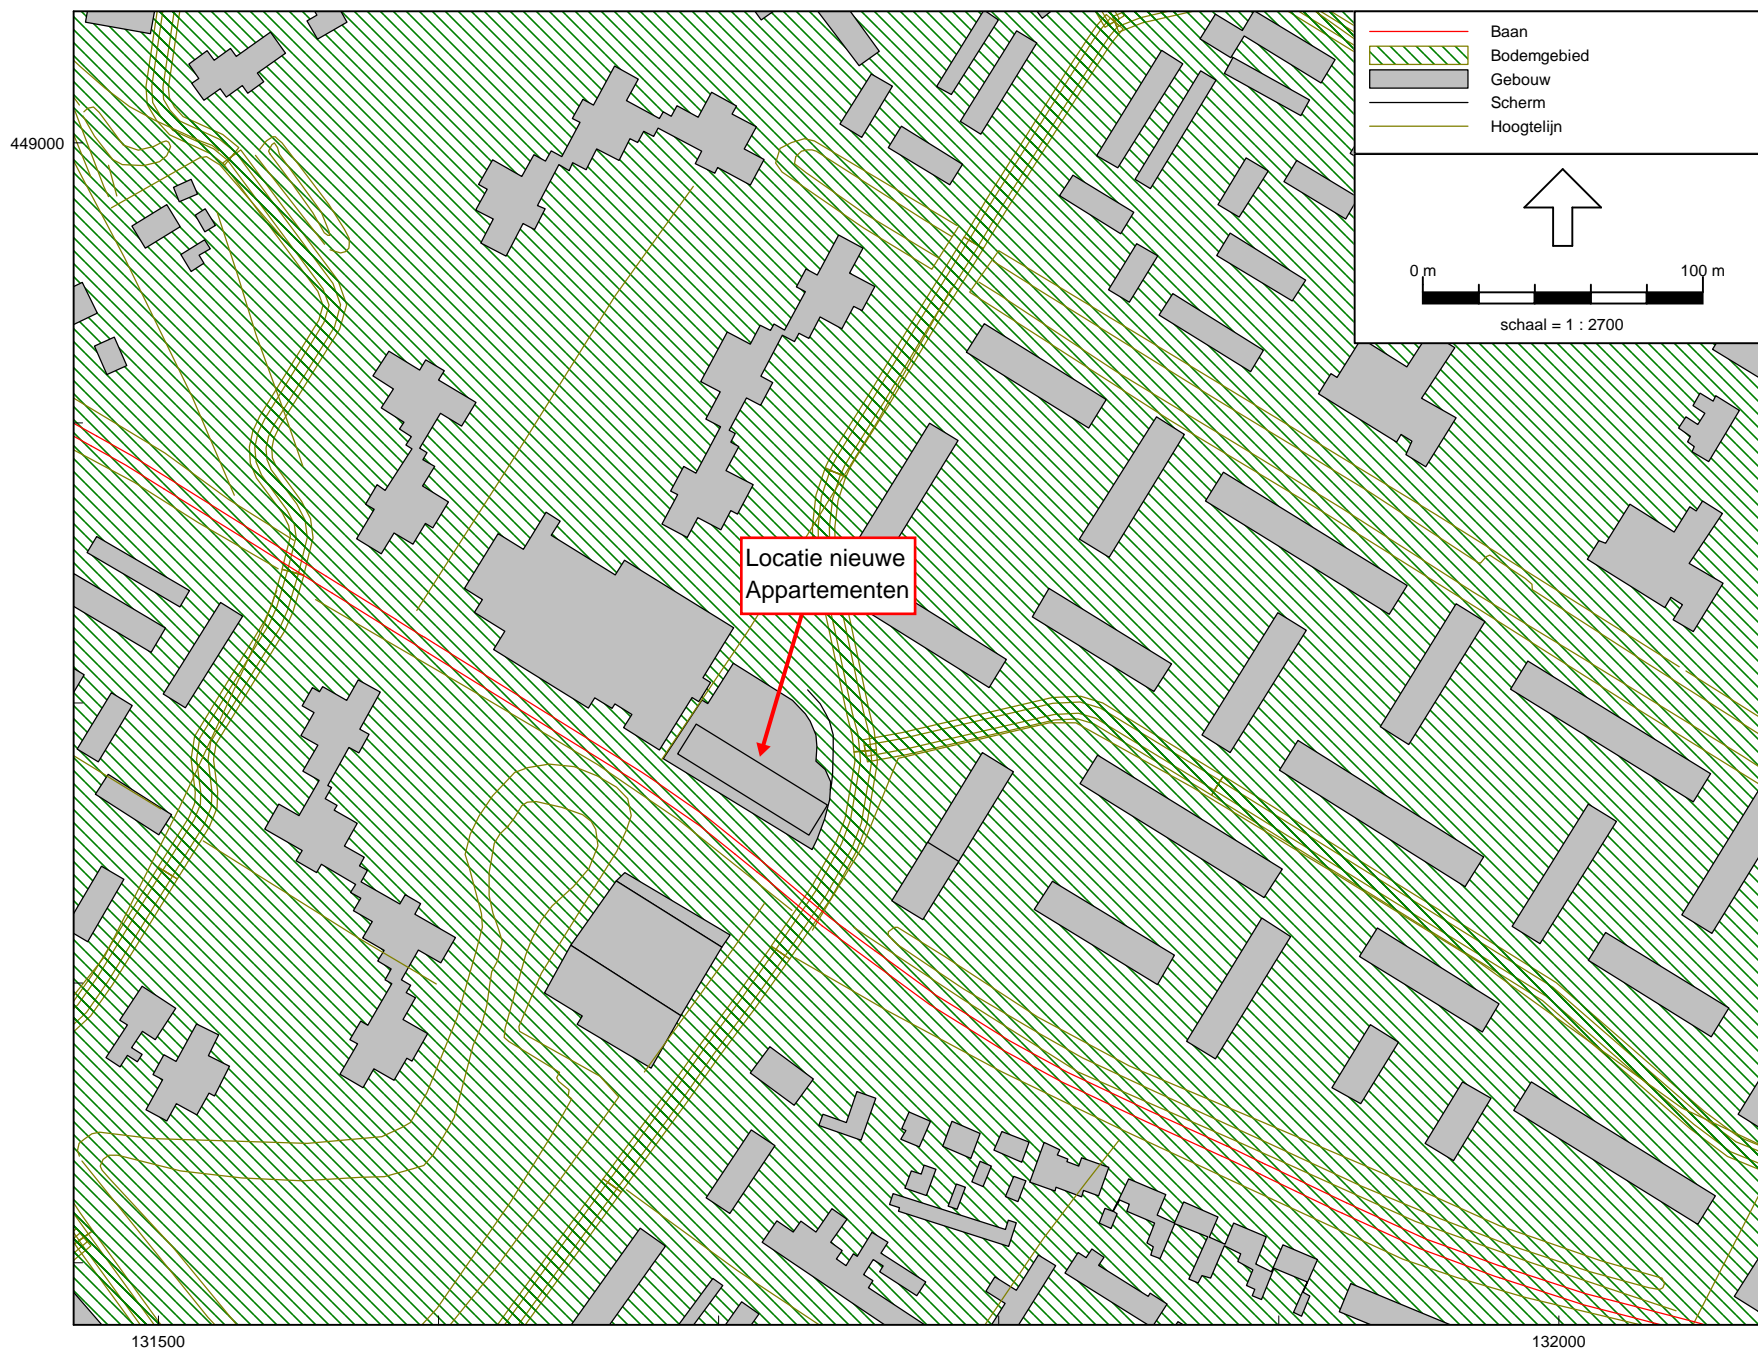 Baan
Bodemgebied
Gebouw
Scherm
Hoogtelijn
449000
0 m
100 m
schaal = 1 : 2700
Locatie nieuwe
Appartementen
131500
132000